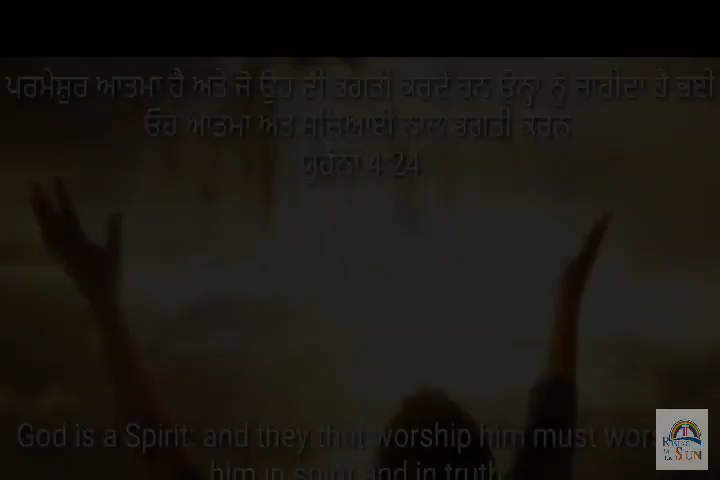 ਪਰਮੇਸ਼ੁਰ ਆਤਮਾ ਹੈ ਅਤੇ ਜੋ ਉਹ ਦੀ ਭਗਤੀ ਕਰਦੇ ਹਨ ਉਨ੍ਹਾ ਨੂੰ ਚਾਹੀਦਾ ਹੈ ਭਈ
ਓਹ ਆਤਮਾ ਅਤੇ ਸਚਿਆਈ ਨਾਲ ਭਗਤੀ ਕਰਨ
ਯੂਹੰਨਾ 4:24
God is a Spirit: and they that worship him must
him in spirit and in truth
SUN